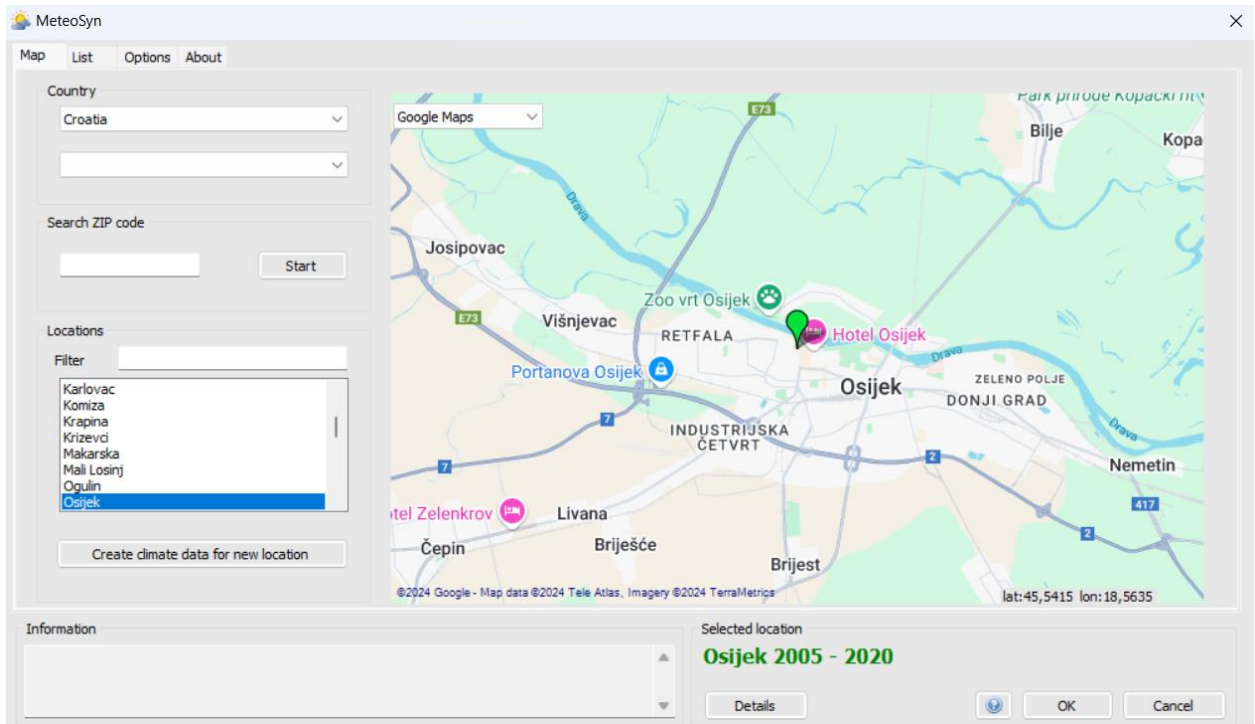 MeteoSyn
Map List Options About
Country
Croatia
Search ZIP code
Start
Locations
Filter
Karlovac
Komiza
Krapina
Krizevci
Makarska
Mali Losinj
Ogulin
Osijek
Create climate data for new location
Google Maps
E73
Park prirode Kopački rit
Bilje
Kopa
Drava
Josipovac
Zoo vrt Osijek
E73
Višnjevac
RETFALA
Hotel Osijek
Drava
Portanova Osijek
Osijek
ZELENO POLJE
DONJI GRAD
7
INDUSTRIJSKA
ČETVRT
Drava
7
2
Nemetin
417
tel Zelenkrov
Livana
2
Čepin
Briješće
Brijest
©2024 Google - Map data ©2024 Tele Atlas, Imagery ©2024 TerraMetrics
lat:45,5415 lon:18,5635
Information
Selected location
Osijek 2005 - 2020
Details
OK
Cancel